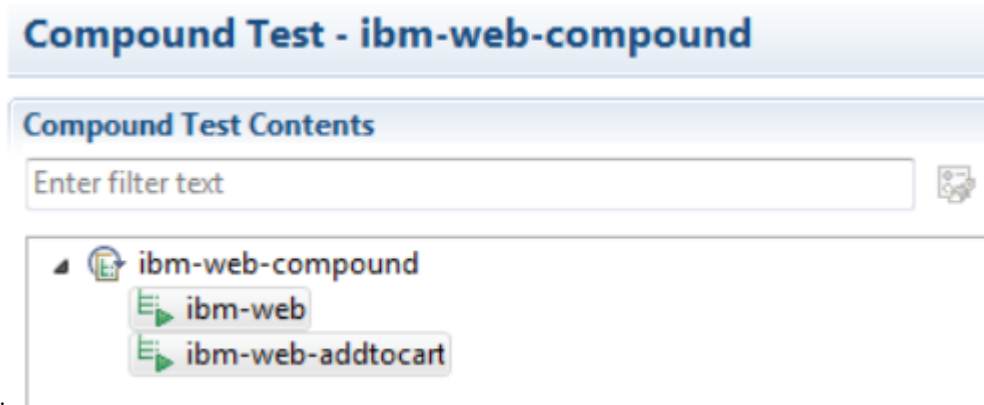 Compound Test - ibm-web-compound
Compound Test Contents
Enter filter text
ibm-web-compound
ibm-web
ibm-web-addtocart
.